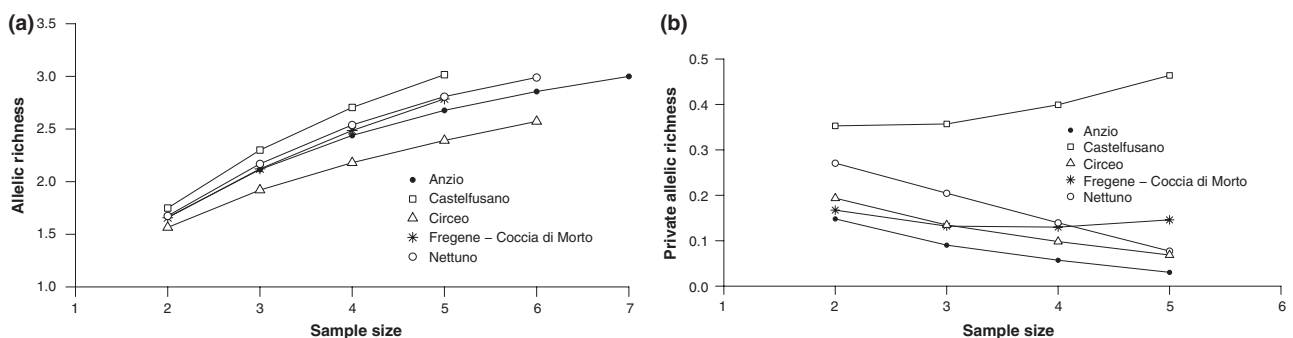 (a)
3.5
3.0
2.5
2.0
1.5
1.0
Allelic richness
Anzio
Castelfusano
Circeo
Fregene – Coccia di Morto
Nettuno
1 2 3 4 5 6 7
Sample size
(b)
0.5
0.4
0.3
0.2
0.1
0.0
Private allelic richness
Anzio
Castelfusano
Circeo
Fregene – Coccia di Morto
Nettuno
1 2 3 4 5 6
Sample size